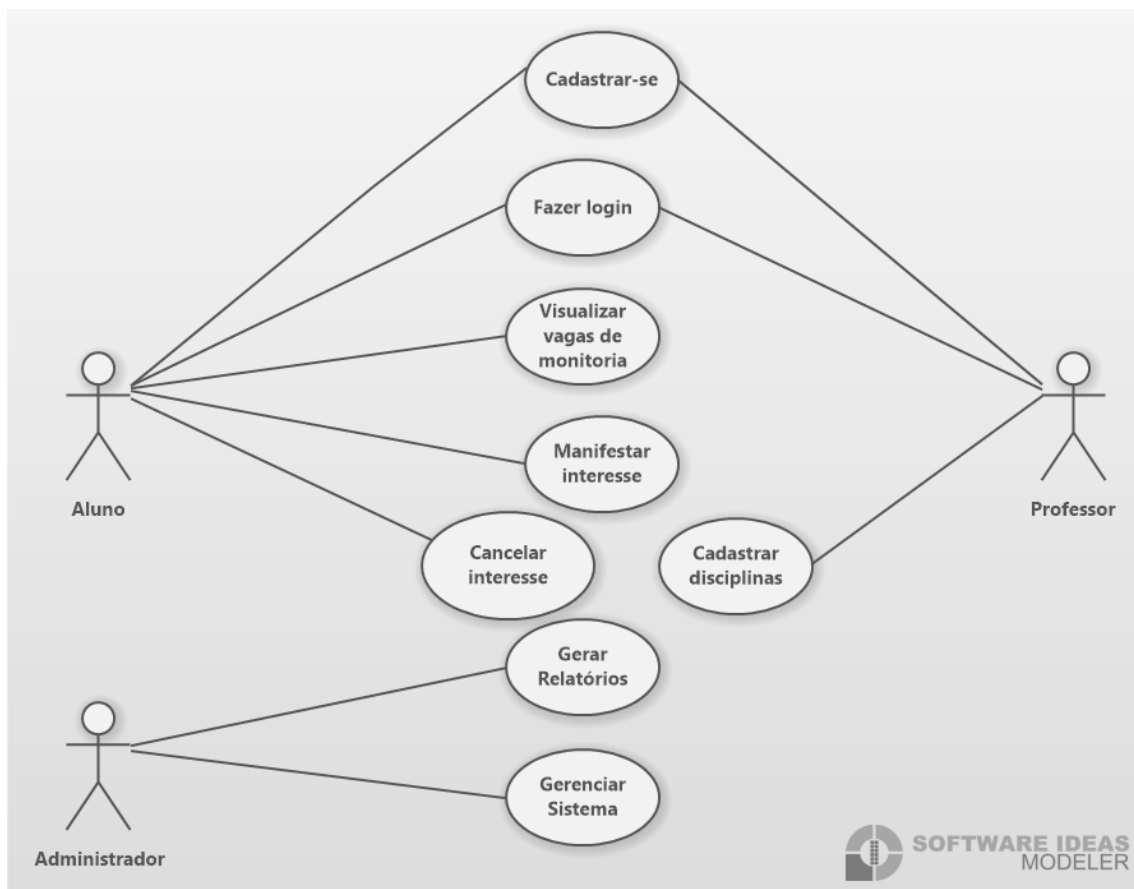 Cadastrar-se
Fazer login
Visualizar
vagas de
monitoria
Manifestar
interesse
Aluno
Professor
Cancelar
interesse
Cadastrar
disciplinas
Gerar
Relatórios
Gerenciar
Sistema
Administrador
SOFTWARE IDEAS
MODELER